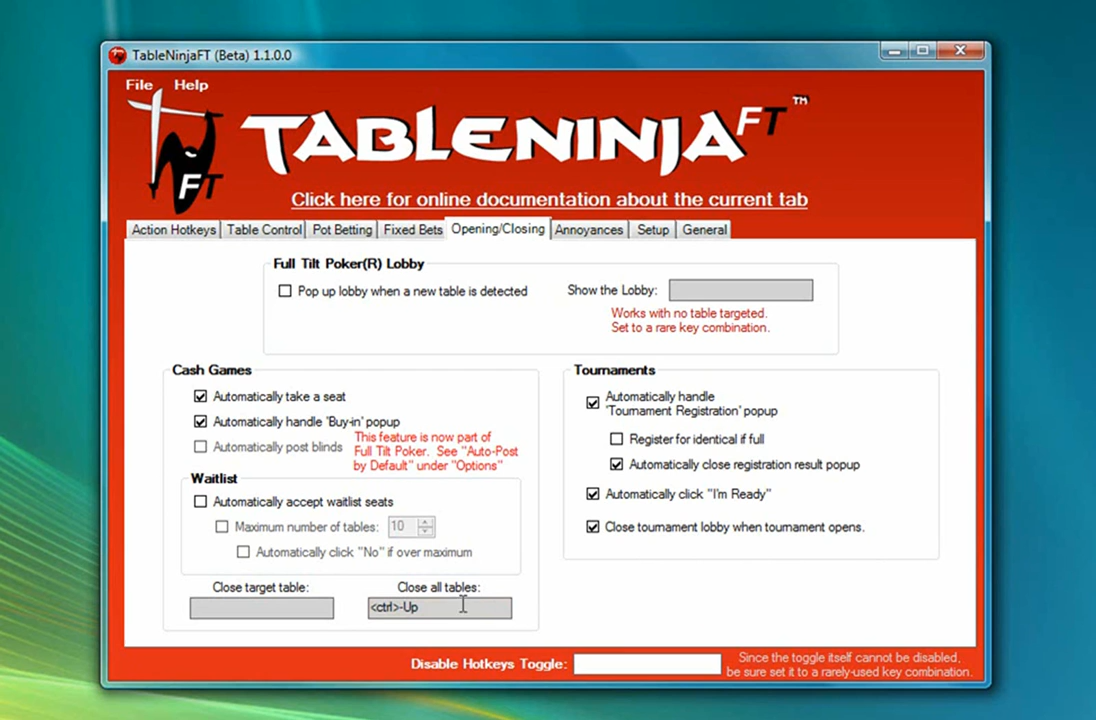 TableNinjaFT (Beta) 1.1.0.0
File Help
TABLENINJA FT ™
FT
Click here for online documentation about the current tab
Action Hotkeys Table Control Pot Betting Fixed Bets Opening/Closing Annoyances Setup General
Full Tilt Poker(R) Lobby
Pop up lobby when a new table is detected
Show the Lobby:
Works with no table targeted.
Set to a rare key combination.
Cash Games
Automatically take a seat
Automatically handle 'Buy-in' popup
Automatically post blinds
This feature is now part of
Full Tilt Poker. See "Auto-Post
by Default" under "Options"
Waitlist
Automatically accept waitlist seats
Maximum number of tables: 10
Automatically click "No" if over maximum
Close target table:
Close all tables:
<ctrl>-Up
Tournaments
Automatically handle
'Tournament Registration' popup
Register for identical if full
Automatically close registration result popup
Automatically click "I'm Ready"
Close tournament lobby when tournament opens.
Disable Hotkeys Toggle:
Since the toggle itself cannot be disabled,
be sure set it to a rarely-used key combination.